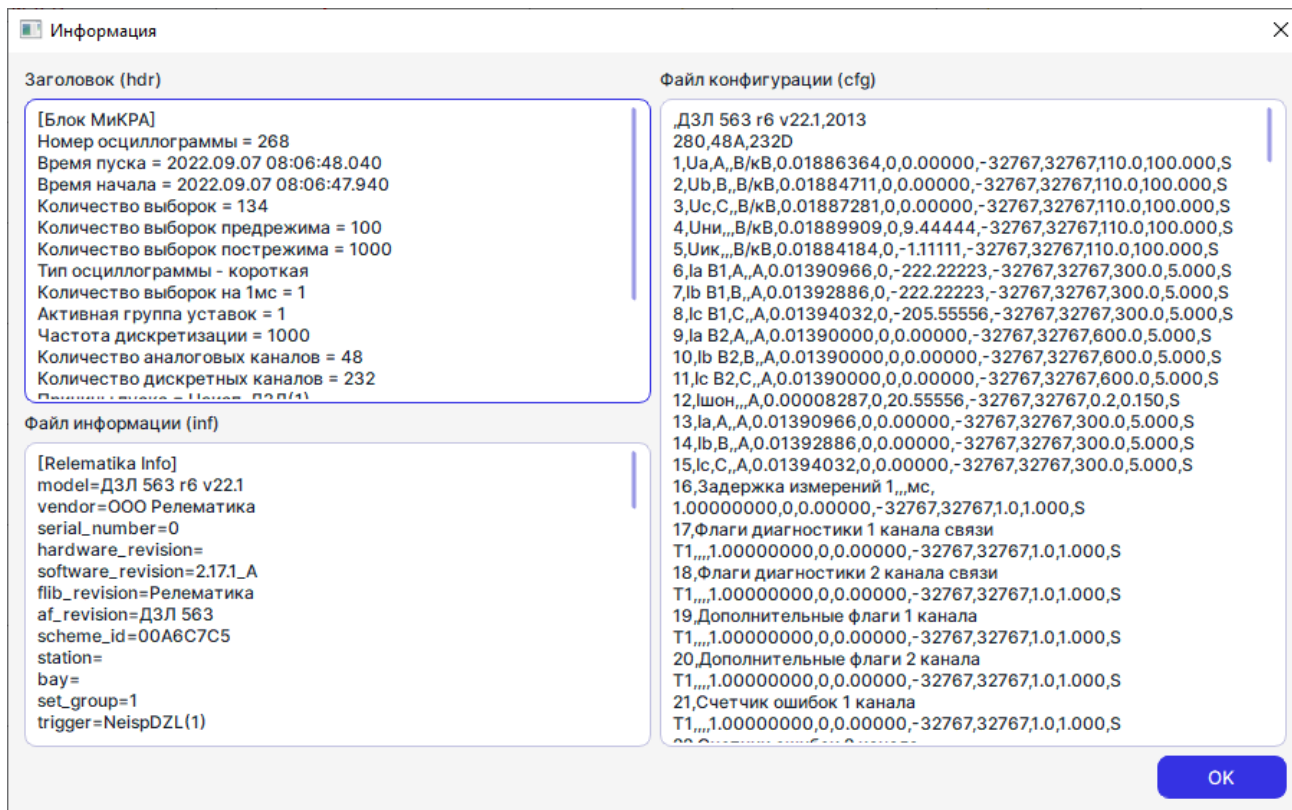 Информация
Заголовок (hdr)
[Блок МиКРА]
Номер осциллограммы = 268
Время пуска = 2022.09.07 08:06:48.040
Время начала = 2022.09.07 08:06:47.940
Количество выборок = 134
Количество выборок предрежима = 100
Количество выборок пострежима = 1000
Тип осциллограммы - короткая
Количество выборок на 1мс = 1
Активная группа уставок = 1
Частота дискретизации = 1000
Количество аналоговых каналов = 48
Количество дискретных каналов = 232
Файл информации (inf)
[Relematika Info]
model=ДЗЛ 563 r6 v22.1
vendor=ООО Релематика
serial_number=0
hardware_revision=
software_revision=2.17.1_A
flib_revision=Релематика
af_revision=ДЗЛ 563
scheme_id=00A6C7C5
station=
bay=
set_group=1
trigger=NeispDZL(1)
Файл конфигурации (cfg)
,ДЗЛ 563 r6 v22.1,2013
280,48A,232D
1,Ua,A,,В/кВ,0.01886364,0,0.00000,-32767,32767,110.0,100.000,S
2,Ub,B,,В/кВ,0.01884711,0,0.00000,-32767,32767,110.0,100.000,S
3,Uc,C,,В/кВ,0.01887281,0,0.00000,-32767,32767,110.0,100.000,S
4,Uни,,,В/кВ,0.01889909,0,9.44444,-32767,32767,110.0,100.000,S
5,Uик,,,В/кВ,0.01884184,0,-1.11111,-32767,32767,110.0,100.000,S
6,Ia B1,A,,A,0.01390966,0,-222.22223,-32767,32767,300.0,5.000,S
7,Ib B1,B,,A,0.01392886,0,-222.22223,-32767,32767,300.0,5.000,S
8,Ic B1,C,,A,0.01394032,0,-205.55556,-32767,32767,300.0,5.000,S
9,Ia B2,A,,A,0.01390000,0,0.00000,-32767,32767,600.0,5.000,S
10,Ib B2,B,,A,0.01390000,0,0.00000,-32767,32767,600.0,5.000,S
11,Ic B2,C,,A,0.01390000,0,0.00000,-32767,32767,600.0,5.000,S
12,Iшон,,,A,0.00008287,0,20.55556,-32767,32767,0.2,0.150,S
13,Ia,A,,A,0.01390966,0,0.00000,-32767,32767,300.0,5.000,S
14,Ib,B,,A,0.01392886,0,0.00000,-32767,32767,300.0,5.000,S
15,Ic,C,,A,0.01394032,0,0.00000,-32767,32767,300.0,5.000,S
16,Задержка измерений 1,,,мс,
1.00000000,0,0.00000,-32767,32767,1.0,1.000,S
17,Флаги диагностики 1 канала связи
T1,,,,1.00000000,0,0.00000,-32767,32767,1.0,1.000,S
18,Флаги диагностики 2 канала связи
T1,,,,1.00000000,0,0.00000,-32767,32767,1.0,1.000,S
19,Дополнительные флаги 1 канала
T1,,,,1.00000000,0,0.00000,-32767,32767,1.0,1.000,S
20,Дополнительные флаги 2 канала
T1,,,,1.00000000,0,0.00000,-32767,32767,1.0,1.000,S
21,Счетчик ошибок 1 канала
T1,,,,1.00000000,0,0.00000,-32767,32767,1.0,1.000,S
OK